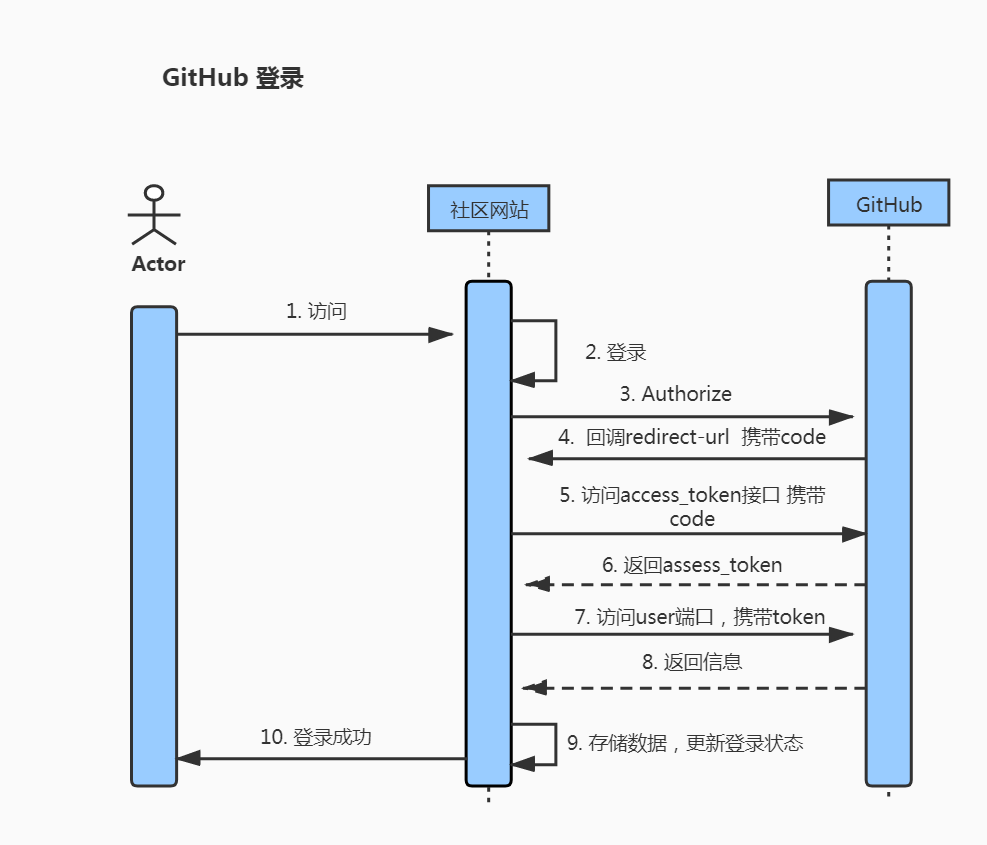 GitHub 登录
社区网站
GitHub
Actor
1. 访问
2. 登录
3. Authorize
4. 回调redirect-url 携带code
5. 访问access_token接口 携带
code
6. 返回assess_token
7. 访问user端口，携带token
8. 返回信息
10. 登录成功
9. 存储数据，更新登录状态